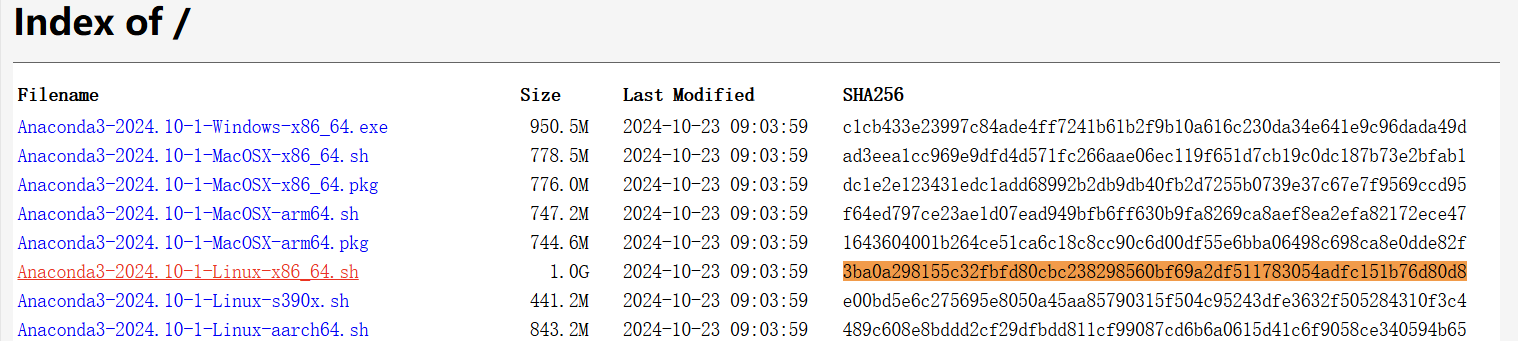 Index of /
Filename Size Last Modified SHA256
Anaconda3-2024.10-1-Windows-x86_64.exe 950.5M 2024-10-23 09:03:59 c1cb433e23997c84ade4ff7241b61b2f9b10a616c230da34e641e9c96dada49d
Anaconda3-2024.10-1-MacOSX-x86_64.sh 778.5M 2024-10-23 09:03:59 ad3eea1cc969e9dfd4d571fc266aae06ec119f651d7cb19c0dc187b73e2bfab1
Anaconda3-2024.10-1-MacOSX-x86_64.pkg 776.0M 2024-10-23 09:03:59 dc1e2e123431edc1add68992b2db9db40fb2d7255b0739e37c67e7f9569ccd95
Anaconda3-2024.10-1-MacOSX-arm64.sh 747.2M 2024-10-23 09:03:59 f64ed797ce23ae1d07ead949bfb6ff630b9fa8269ca8aef8ea2efa82172ece47
Anaconda3-2024.10-1-MacOSX-arm64.pkg 744.6M 2024-10-23 09:03:59 1643604001b264ce51ca6c18c8cc90c6d00df55e6bba06498c698ca8e0dde82f
Anaconda3-2024.10-1-Linux-x86_64.sh 1.0G 2024-10-23 09:03:59 3ba0a298155c32fbfd80cbc238298560bf69a2df511783054adfc151b76d80d8
Anaconda3-2024.10-1-Linux-s390x.sh 441.2M 2024-10-23 09:03:59 e00bd5e6c275695e8050a45aa85790315f504c95243dfe3632f505284310f3c4
Anaconda3-2024.10-1-Linux-aarch64.sh 843.2M 2024-10-23 09:03:59 489c608e8bddd2cf29dfbdd811cf99087cd6b6a0615d41c6f9058ce340594b65